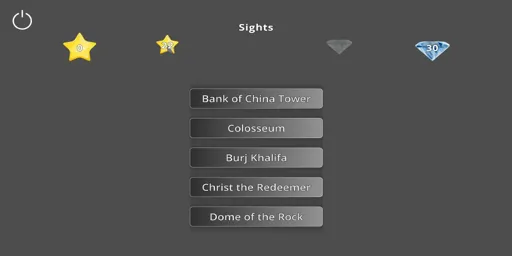 Sights
30
Bank of China Tower
Colosseum
Burj Khalifa
Christ the Redeemer
Dome of the Rock